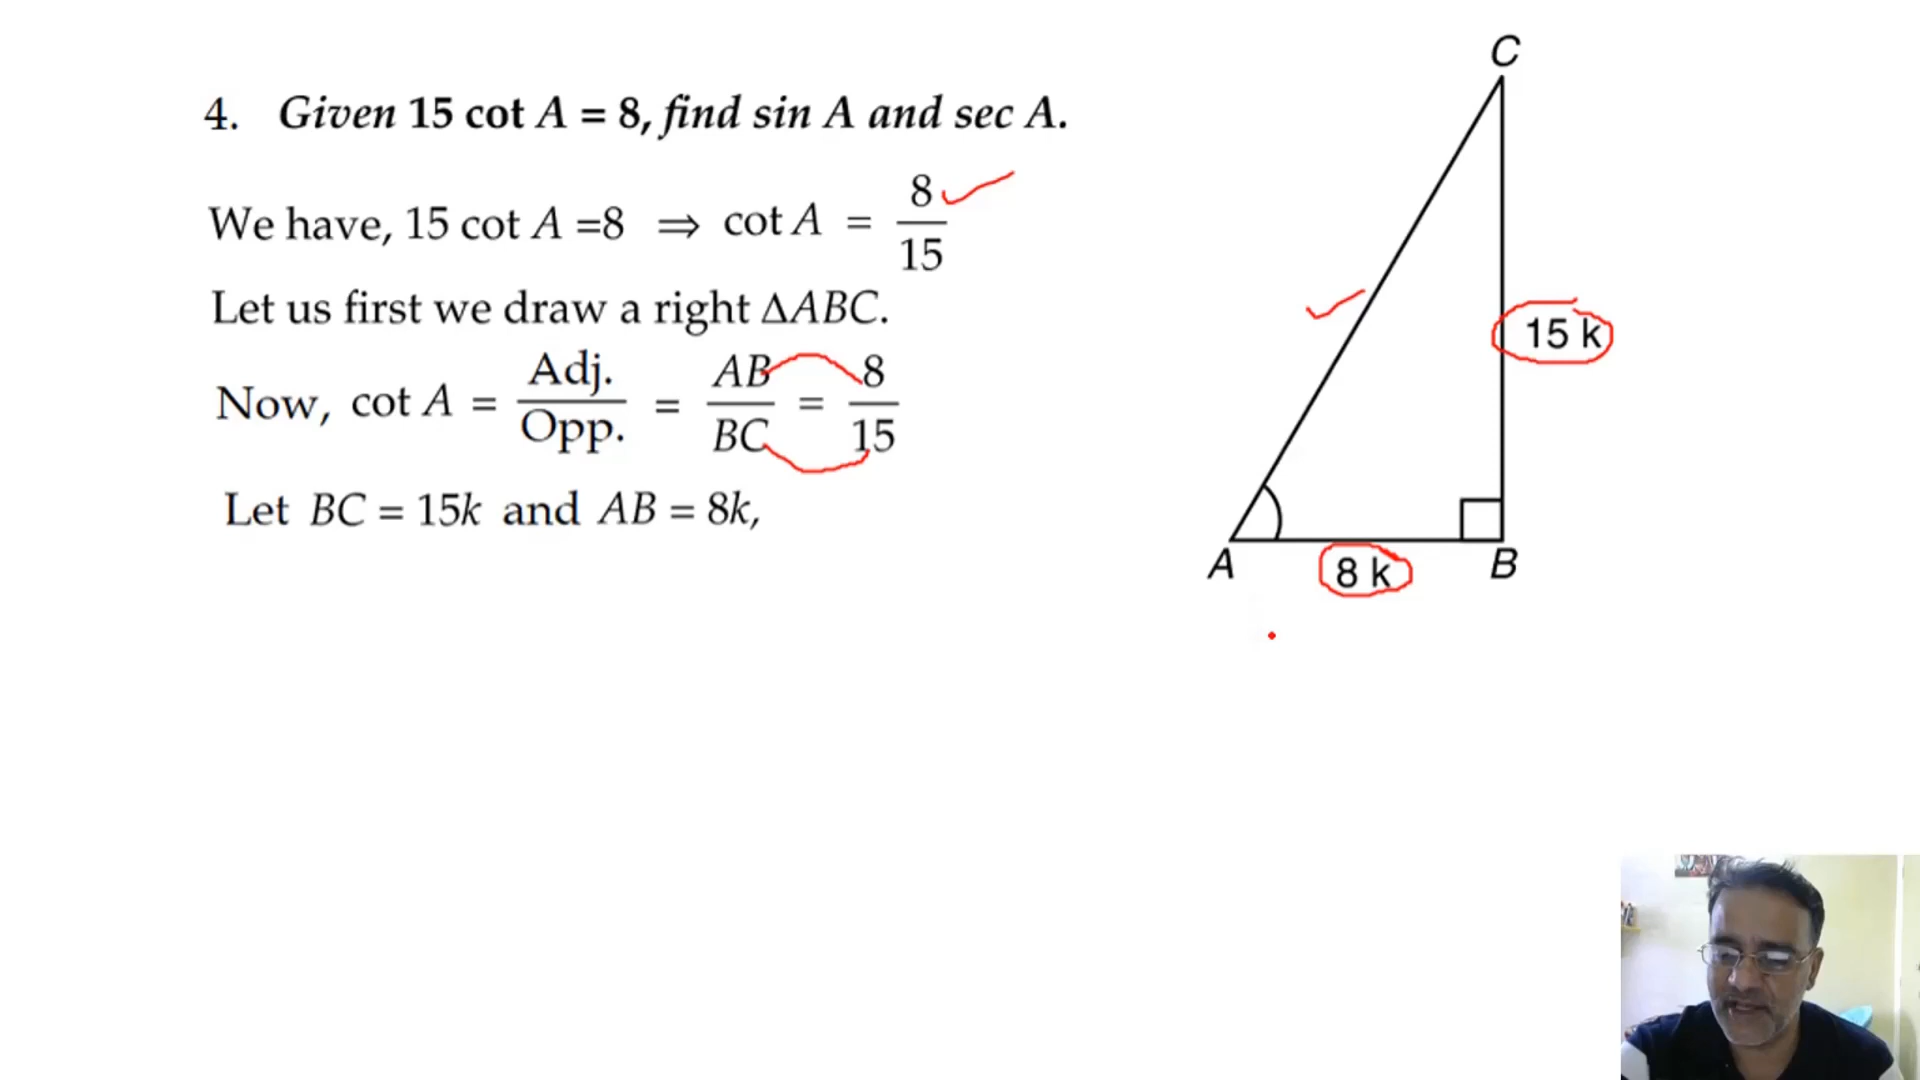 4. Given 15 cot A = 8, find sin A and sec A.
We have, 15 cot A =8 ⇒ cot A = 8/15
Let us first we draw a right ΔABC.
Now, cot A = Adj./Opp. = AB/BC = 8/15
Let BC = 15k and AB = 8k,
C
15 k
A
8 k
B